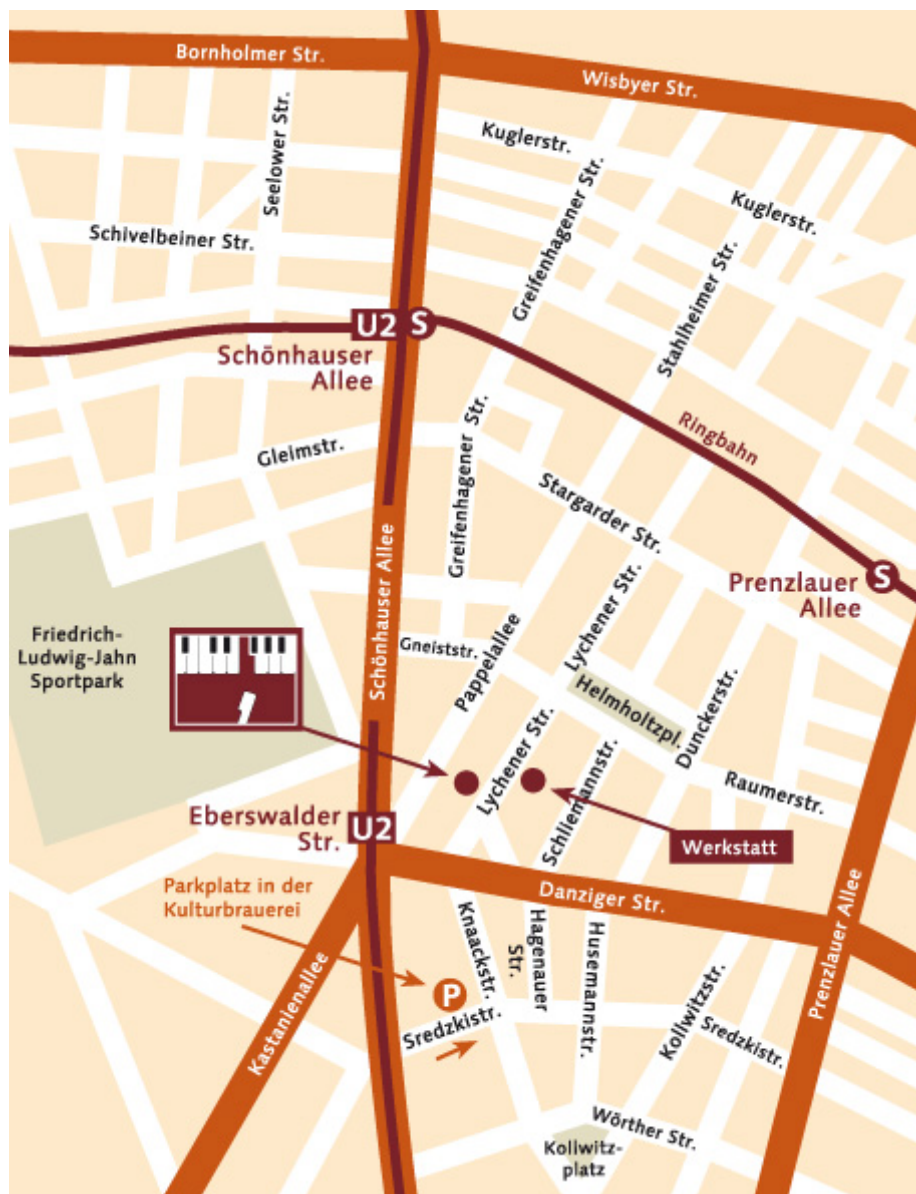 Bornholmer Str.
Wisbyer Str.
Seelower Str.
Kuglerstr.
Greifenhagener Str.
Kuglerstr.
Schivelbeiner Str.
Stahlheimer Str.
U2 S
Schönhauser
Allee
Ringbahn
Greifenhagener Str.
Gleimstr.
Stargarder Str.
Schönhauser Allee
S
Prenzlauer
Allee
Friedrich-
Ludwig-Jahn
Sportpark
Gneiststr.
Pappelallee
Lychener Str.
Helmholtzpl.
Dunckerstr.
Lychener Str.
Schliemannstr.
Raumerstr.
Eberswalder
Str.
U2
Werkstatt
Parkplatz in der
Kulturbrauerei
Danziger Str.
Prenzlauer Allee
Kastanienallee
P
Knaackstr.
Hagenauer
Str.
Husemannstr.
Kollwitzstr.
Sredzkistr.
Sredzkistr.
Wörther Str.
Kollwitz-
platz